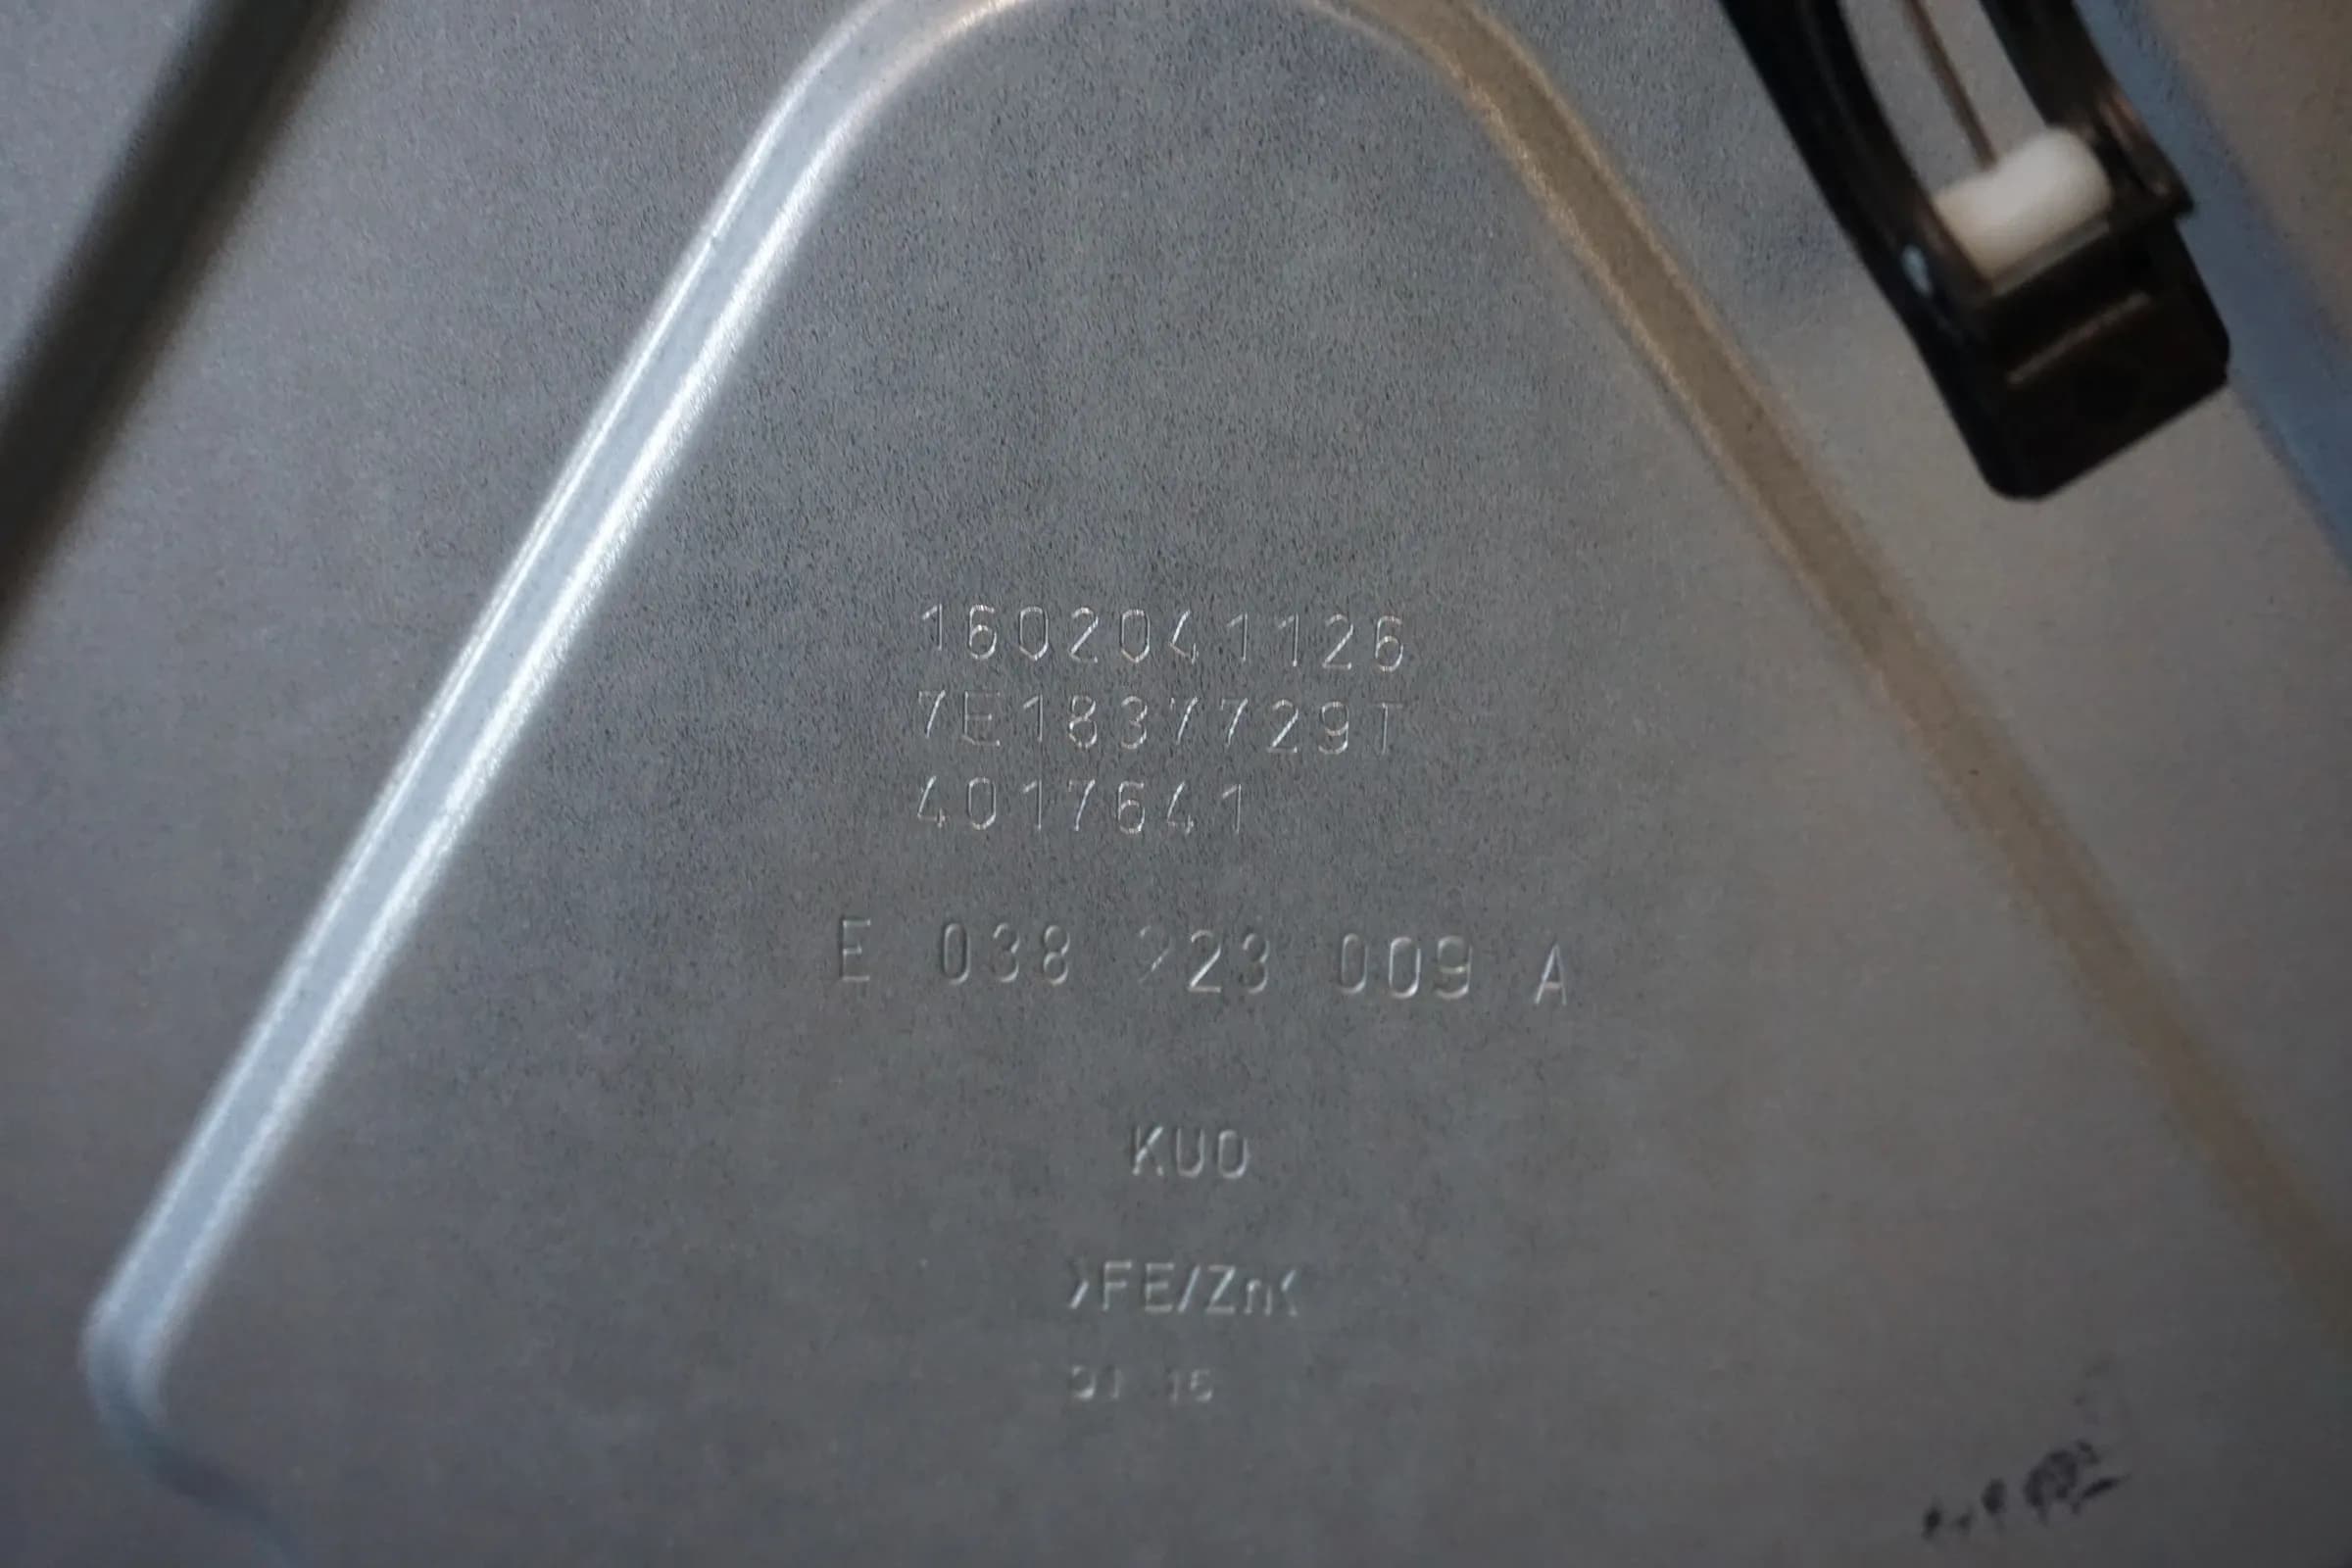 1602041126
7E1837729T
4017641
E 038 223 009 A
KUO
>FE/Zn<